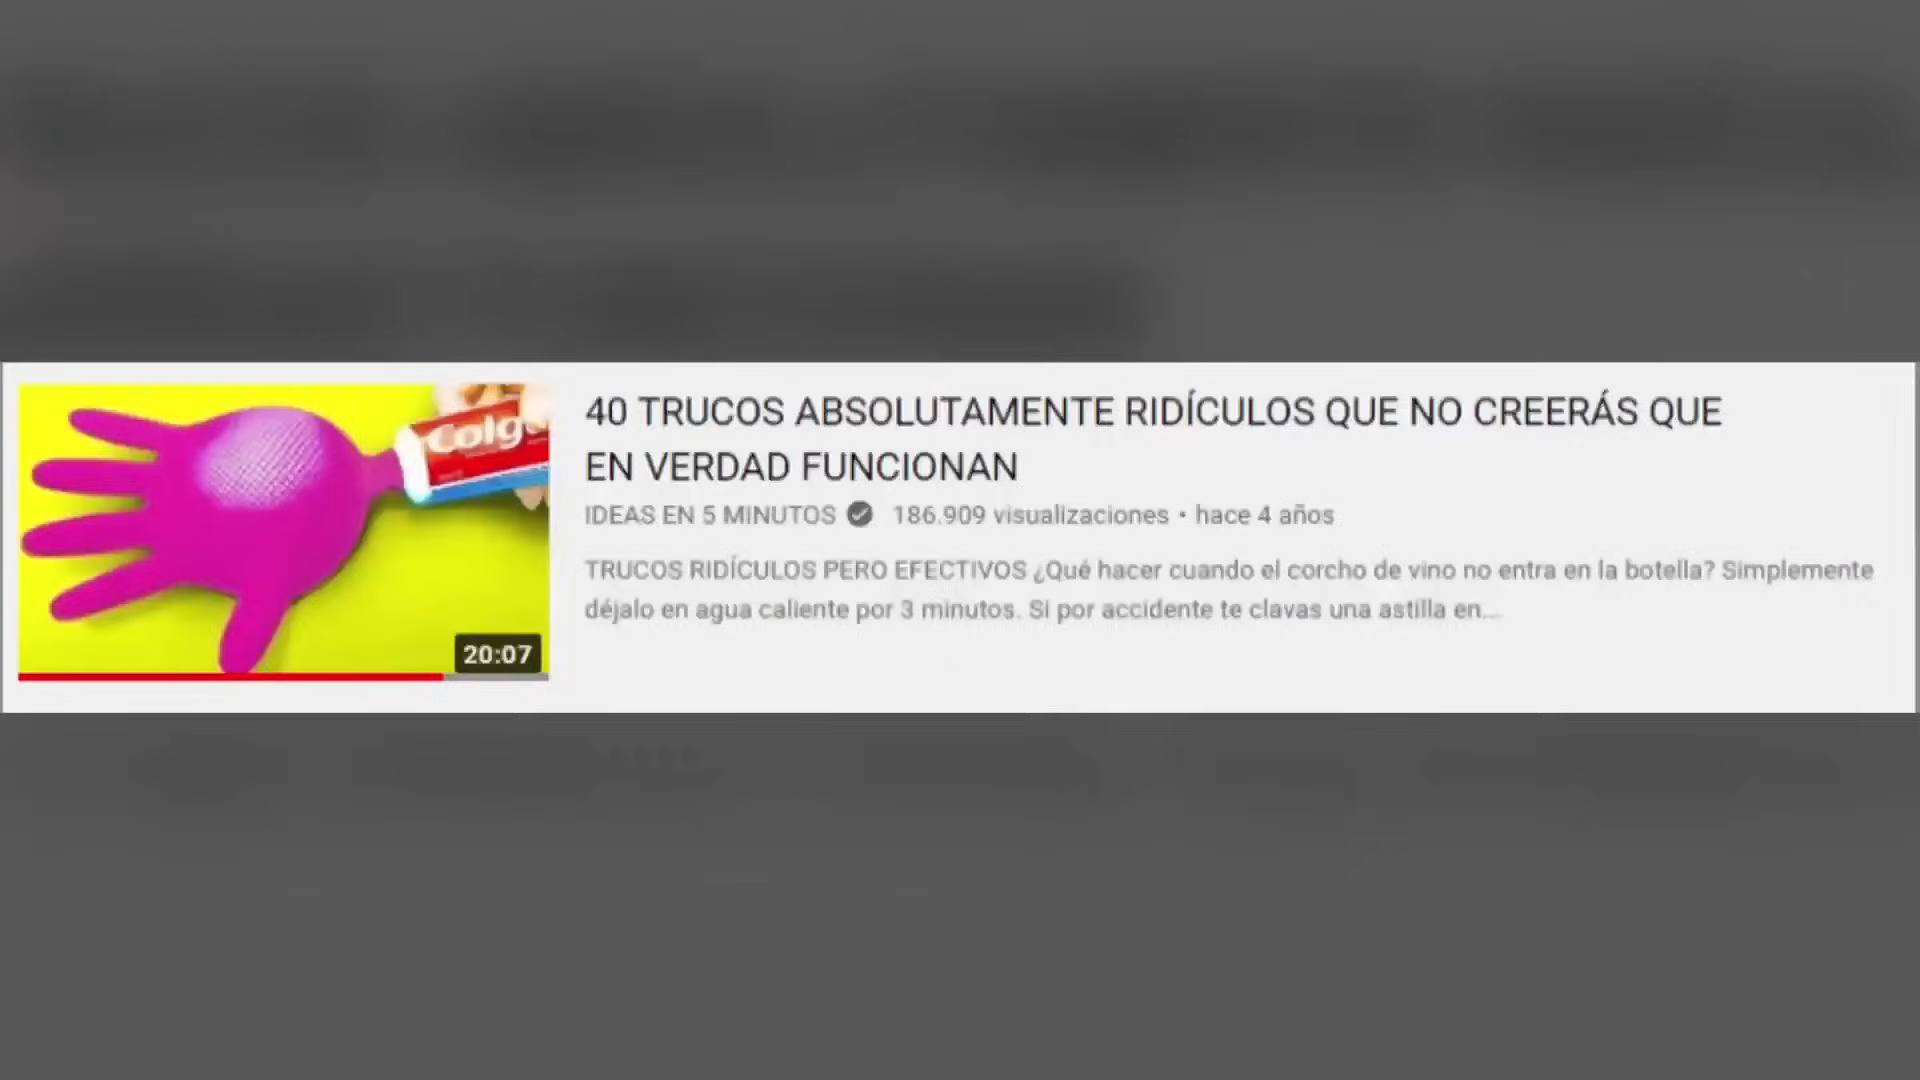 Colg
20:07
40 TRUCOS ABSOLUTAMENTE RIDÍCULOS QUE NO CREERÁS QUE
EN VERDAD FUNCIONAN
IDEAS EN 5 MINUTOS 186.909 visualizaciones • hace 4 años
TRUCOS RIDÍCULOS PERO EFECTIVOS ¿Qué hacer cuando el corcho de vino no entra en la botella? Simplemente
déjalo en agua caliente por 3 minutos. Si por accidente te clavas una astilla en...